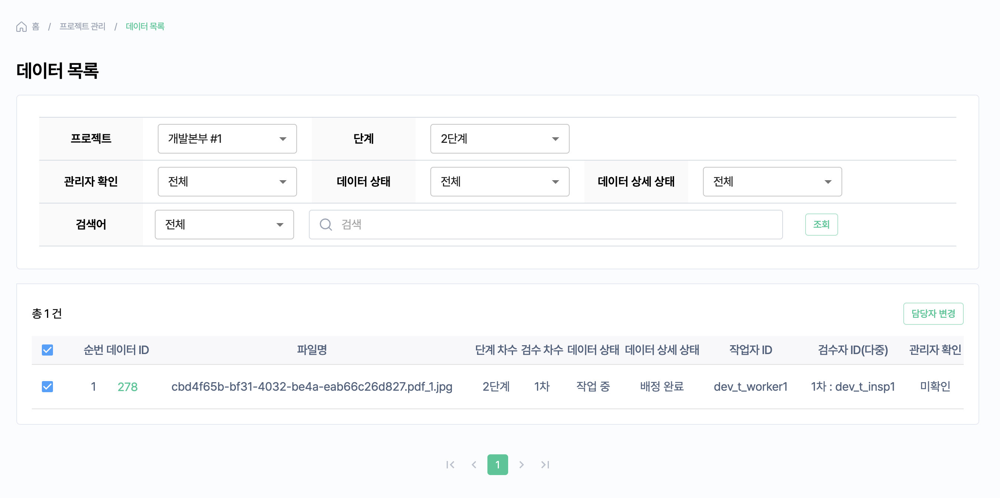 홈 / 프로젝트 관리 / 데이터 목록
데이터 목록
프로젝트 개발본부 #1 단계 2단계
관리자 확인 전체 데이터 상태 전체 데이터 상세 상태 전체
검색어 전체 검색 조회
총 1 건 담당자 변경
순번 데이터 ID 파일명 단계 차수 검수 차수 데이터 상태 데이터 상세 상태 작업자 ID 검수자 ID(다중) 관리자 확인
1 278 cbd4f65b-bf31-4032-be4a-eab66c26d827.pdf_1.jpg 2단계 1차 작업 중 배정 완료 dev_t_worker1 1차 : dev_t_insp1 미확인
1